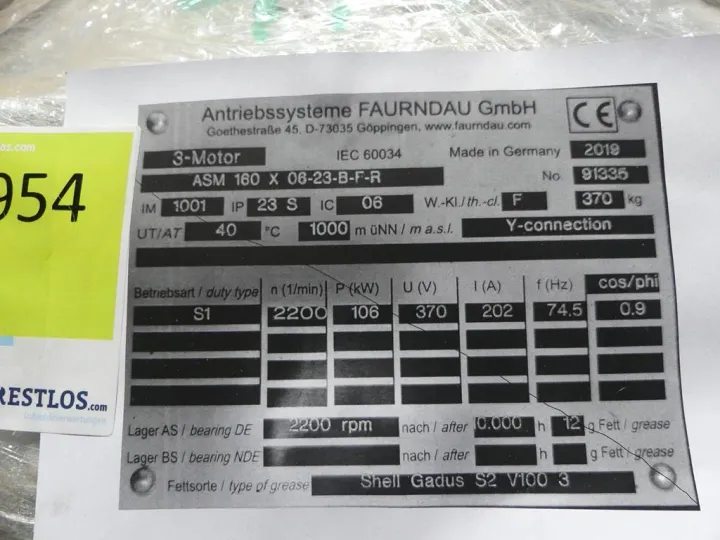 Antriebssysteme FAURNDAU GmbH
Goethestraße 45, D-73035 Göppingen, www.faurndau.com
CE
3-Motor IEC 60034 Made in Germany 2019
ASM 160 X 06-23-B-F-R No 91335
IM 1001 IP 23 S IC 06 W.-Kl./th.-cl. F 370 kg
UT/AT 40 °C 1000 m üNN / m a.s.l. Y-connection
Betriebsart / duty type n (1/min) P (kW) U (V) I (A) f (Hz) cos/phi
S1 2200 106 370 202 74.5 0.9
Lager AS / bearing DE 2200 rpm nach / after 0.000 h 12 g Fett / grease
Lager BS / bearing NDE nach / after h g Fett / grease
Fettsorte / type of grease Shell Gadus S2 V100 3
los.com
954
RESTLOS.com